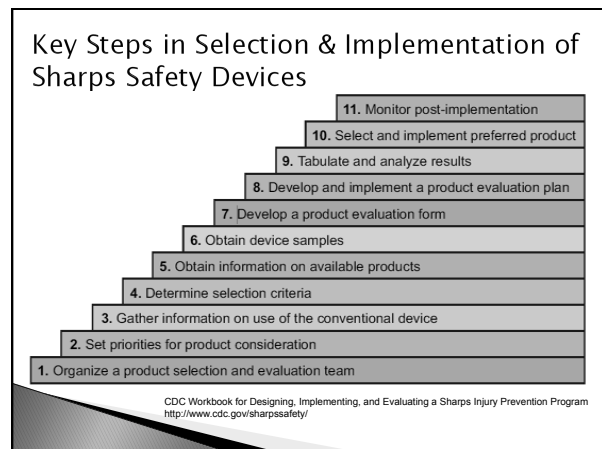 Key Steps in Selection & Implementation of
Sharps Safety Devices
11. Monitor post-implementation
10. Select and implement preferred product
9. Tabulate and analyze results
8. Develop and implement a product evaluation plan
7. Develop a product evaluation form
6. Obtain device samples
5. Obtain information on available products
4. Determine selection criteria
3. Gather information on use of the conventional device
2. Set priorities for product consideration
1. Organize a product selection and evaluation team
CDC Workbook for Designing, Implementing, and Evaluating a Sharps Injury Prevention Program
http://www.cdc.gov/sharpssafety/